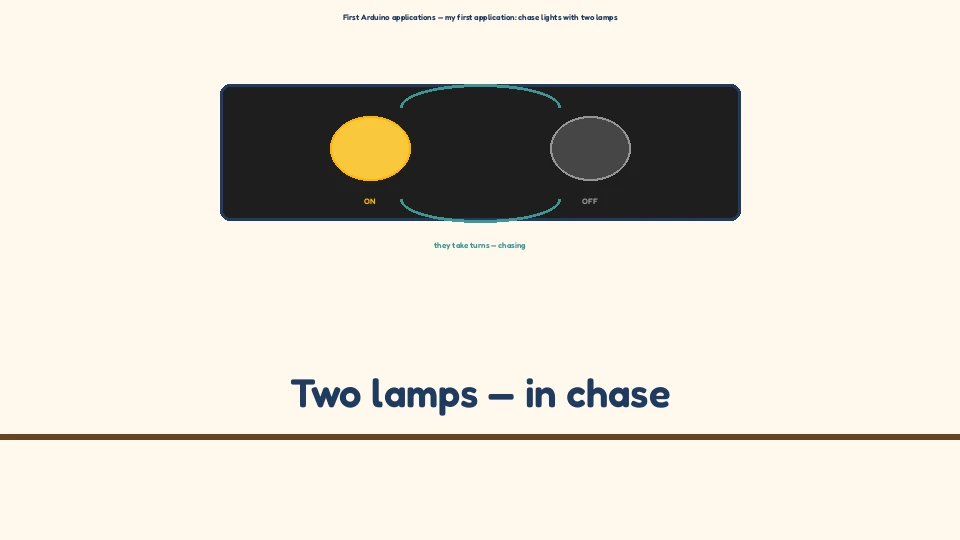 First Arduino applications — my first application: chase lights with two lamps
ON
OFF
they take turns — chasing
Two lamps — in chase